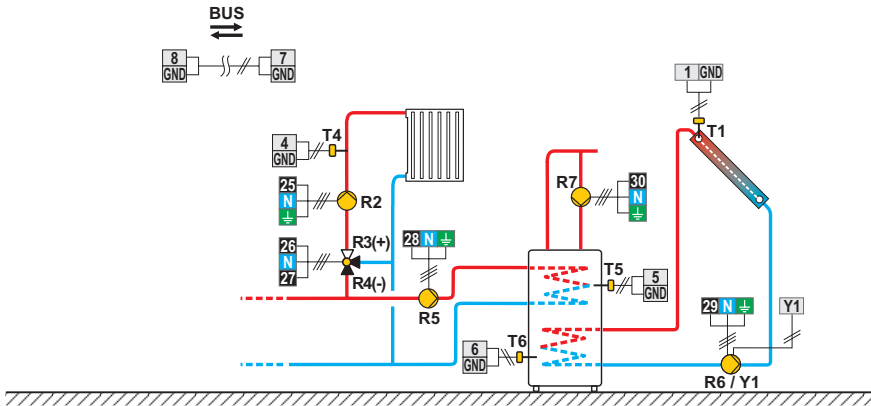 BUS
8
GND
7
GND
1 GND
T1
4
GND
T4
25
N
R2
R7
30
N
26
N
27
R3(+)
R4(-)
28 N
R5
T5
5
GND
29 N
Y1
6
GND
T6
R6 / Y1